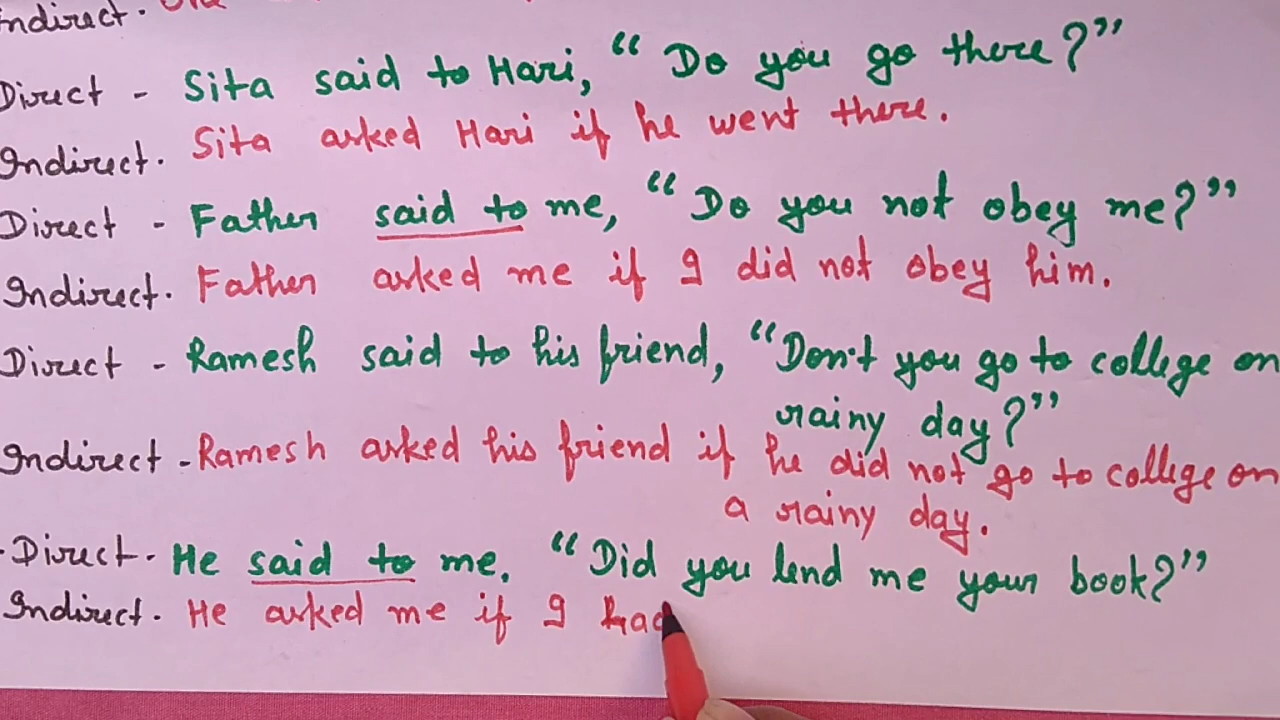 Indirect.
Direct - Sita said to Hari, “Do you go there?”
Indirect. Sita asked Hari if he went there.
Direct - Father said to me, “Do you not obey me?”
Indirect. Father asked me if I did not obey him.
Direct - Ramesh said to his friend, “Don't you go to college on
rainy day?”
Indirect - Ramesh asked his friend if he did not go to college on
a rainy day.
Direct - He said to me, “Did you lend me your book?”
Indirect. He asked me if I